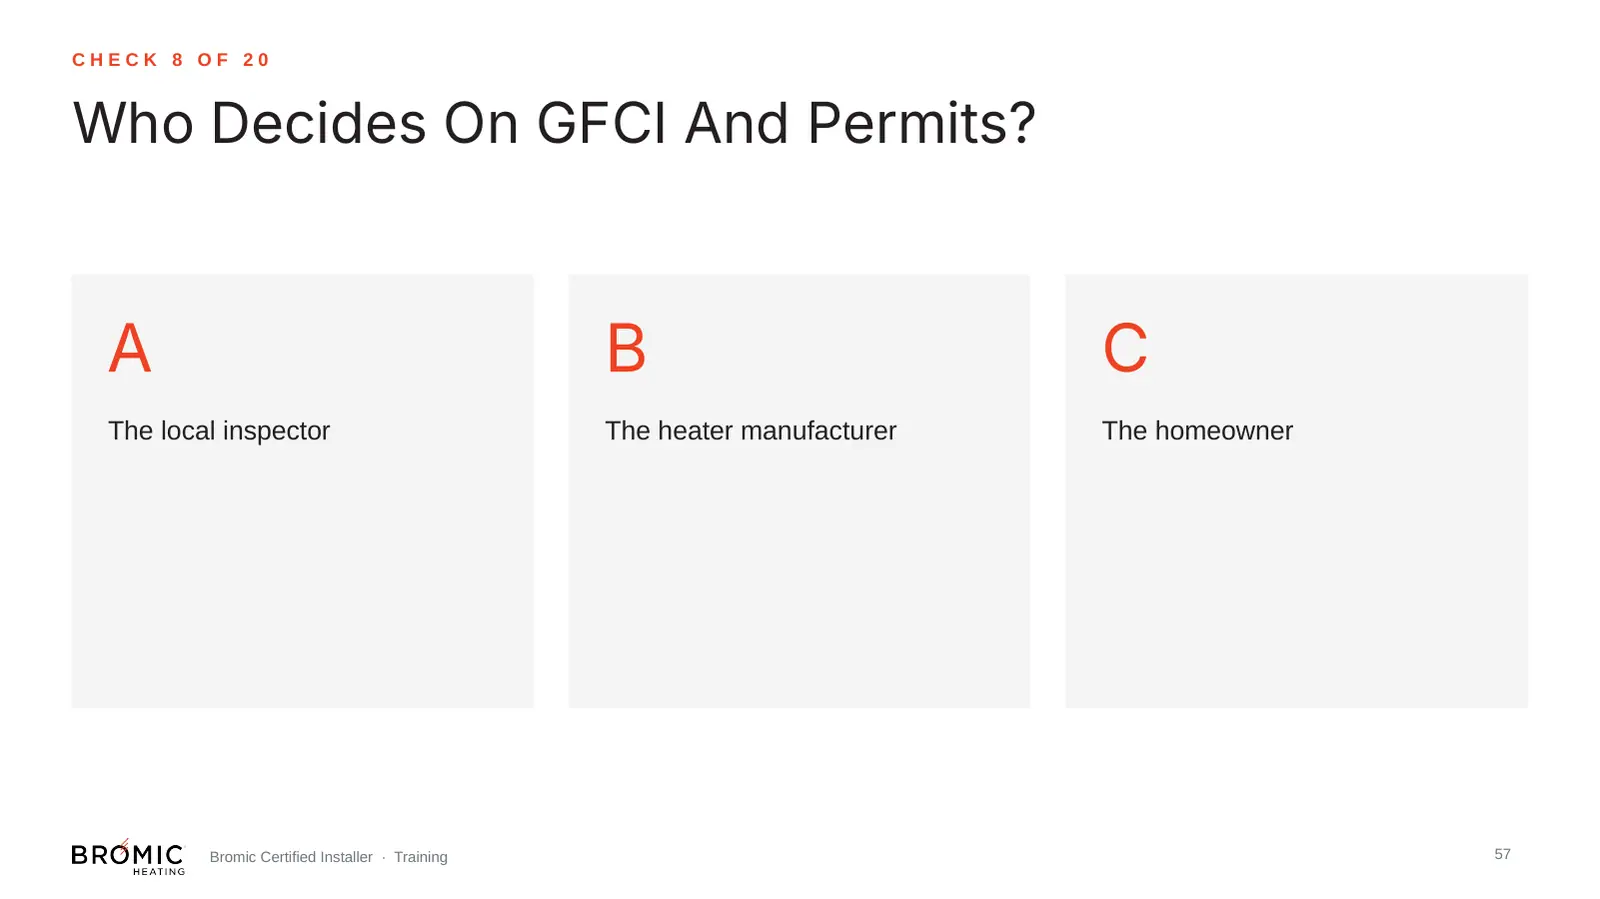 CHECK 8 OF 20
Who Decides On GFCI And Permits?
A
The local inspector
B
The heater manufacturer
C
The homeowner
BROMIC
HEATING
Bromic Certified Installer · Training
57